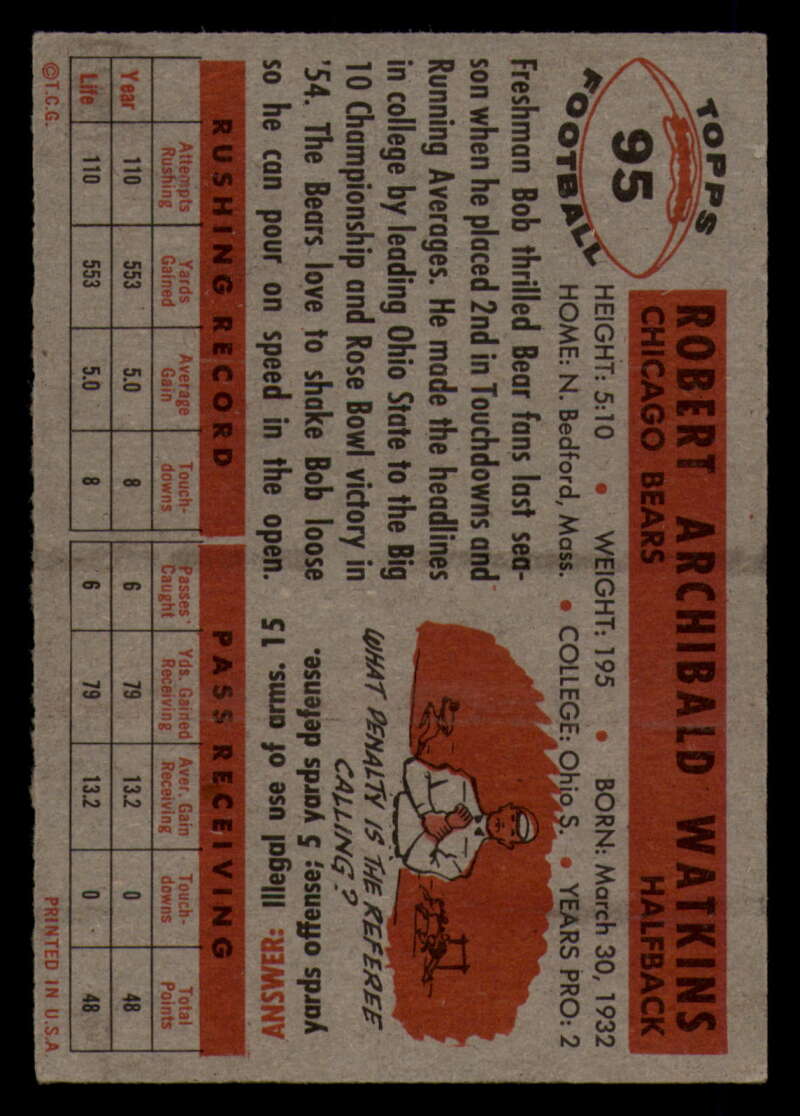 TOPPS
95
FOOTBALL
ROBERT ARCHIBALD WATKINS
CHICAGO BEARS HALFBACK
HEIGHT: 5:10 • WEIGHT: 195 • BORN: March 30, 1932
HOME: N. Bedford, Mass. • COLLEGE: Ohio S. • YEARS PRO: 2
Freshman Bob thrilled Bear fans last sea-
son when he placed 2nd in Touchdowns and
Running Averages. He made the headlines
in college by leading Ohio State to the Big
10 Championship and Rose Bowl victory in
'54. The Bears love to shake Bob loose
so he can pour on speed in the open.
WHAT PENALTY IS THE REFEREE
CALLING?
ANSWER: Illegal use of arms. 15
yards offense; 5 yards defense.
RUSHING RECORD PASS RECEIVING
Attempts Rushing Yards Gained Average Gain Touch-downs Passes Caught Yds. Gained Receiving Aver. Gain Receiving Touch-downs Total Points
Year 110 553 5.0 8 6 79 13.2 0 48
Life 110 553 5.0 8 6 79 13.2 0 48
©T.C.G. PRINTED IN U.S.A